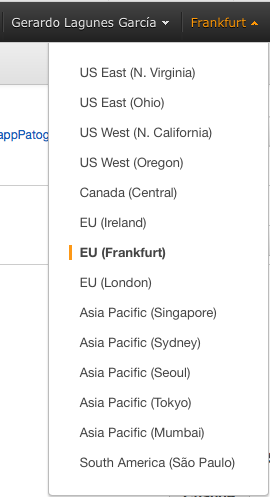 Gerardo Lagunes García Frankfurt
US East (N. Virginia)
US East (Ohio)
appPatog
US West (N. California)
US West (Oregon)
Canada (Central)
EU (Ireland)
EU (Frankfurt)
EU (London)
Asia Pacific (Singapore)
Asia Pacific (Sydney)
Asia Pacific (Seoul)
Asia Pacific (Tokyo)
Asia Pacific (Mumbai)
South America (São Paulo)